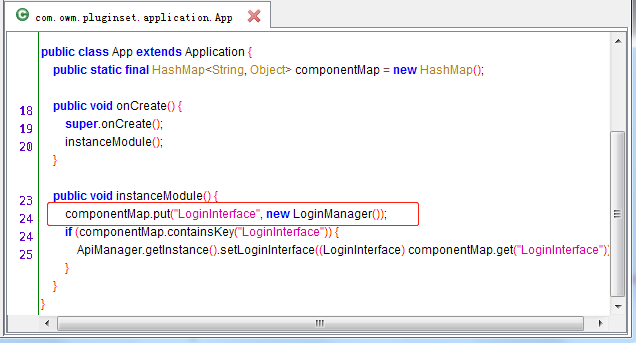 com.owm.pluginset.application.App
public class App extends Application {
public static final HashMap<String, Object> componentMap = new HashMap();
18 public void onCreate() {
19 super.onCreate();
20 instanceModule();
}
23 public void instanceModule() {
24 componentMap.put("LoginInterface", new LoginManager());
24 if (componentMap.containsKey("LoginInterface")) {
25 ApiManager.getInstance().setLoginInterface((LoginInterface) componentMap.get("LoginInterface"))
}
}
}